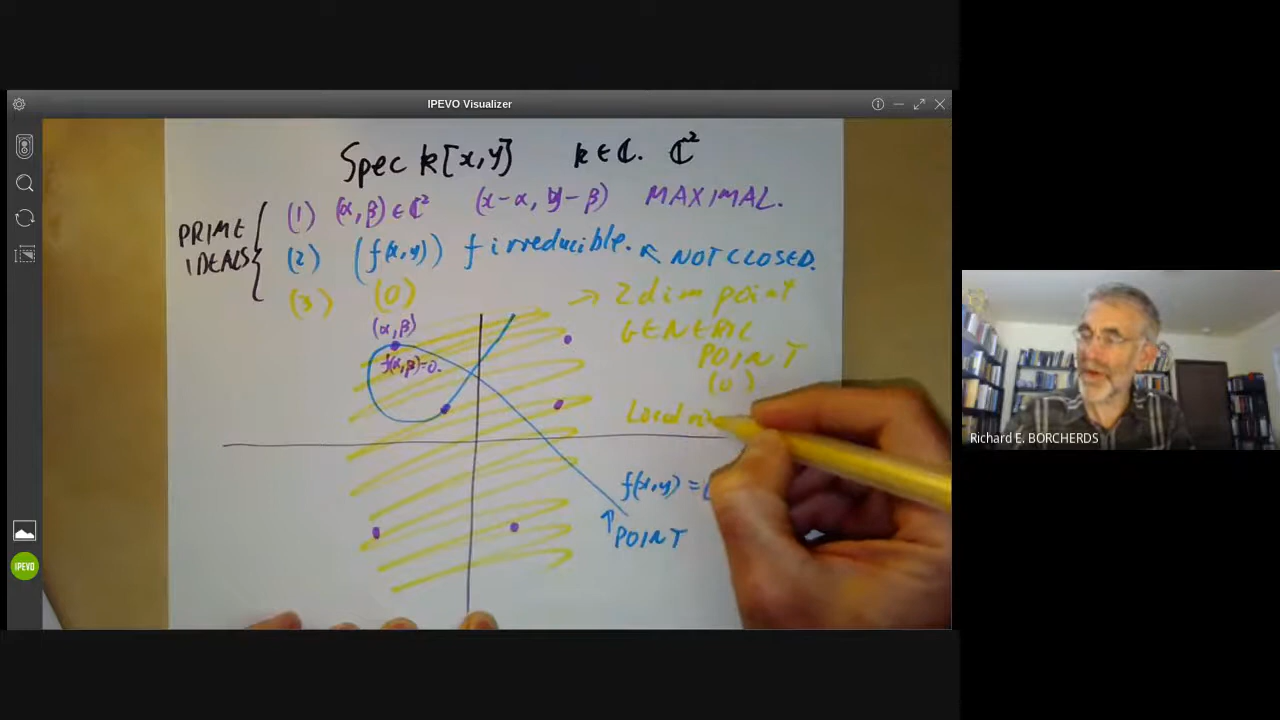 IPEVO Visualizer
Spec k[x,y] k ∈ ℂ. ℂ²
PRIME IDEALS
(1) (α,β) ∈ ℂ² (x-α, y-β) MAXIMAL.
(2) (f(x,y)) f irreducible. ↖ NOT CLOSED.
(3) (0) → 2 dim point
GENERIC
POINT
(0)
(α,β)
f(α,β)=0.
Local
f(x,y) =
↑ POINT
Richard E. BORCHERDS
IPEVO